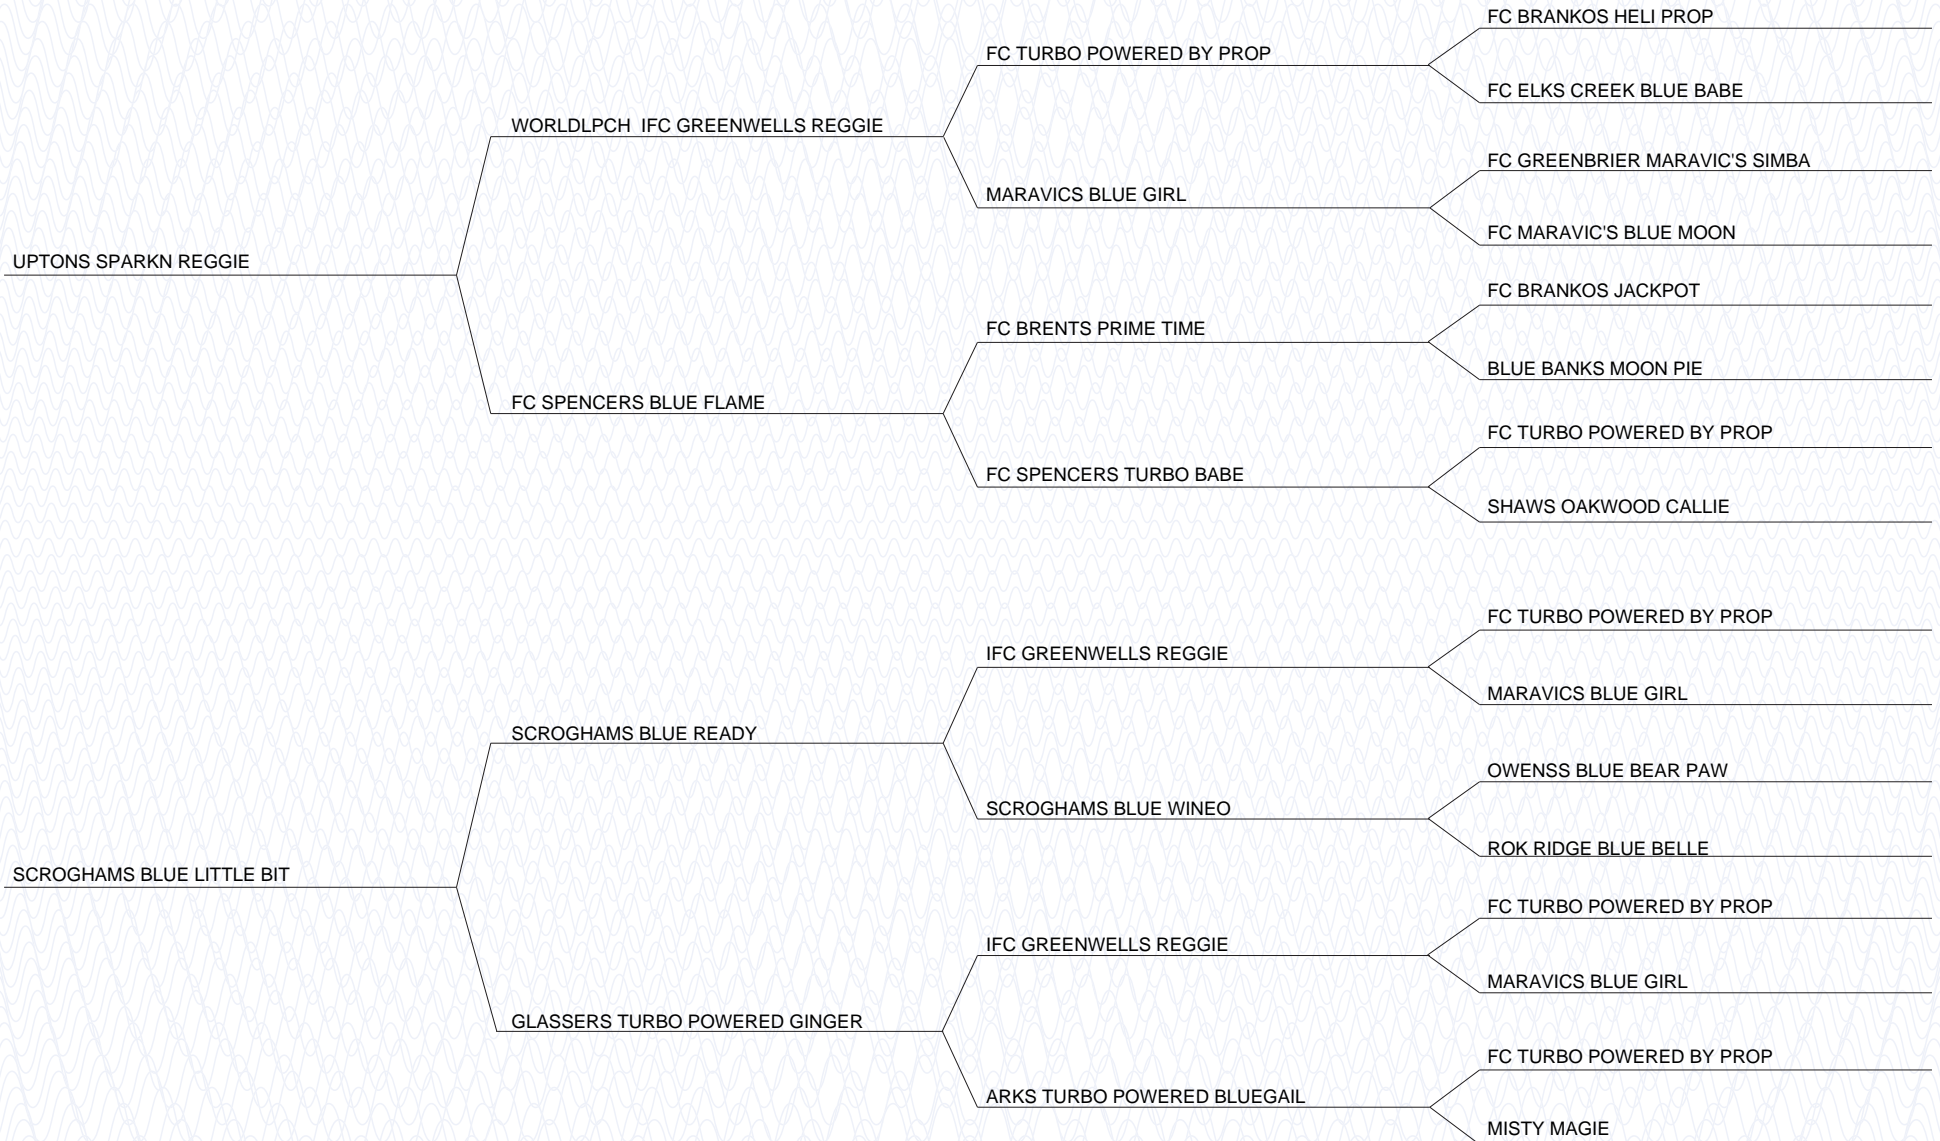 FC BRANKOS HELI PROP
FC TURBO POWERED BY PROP
FC ELKS CREEK BLUE BABE
WORLDLPCH  IFC GREENWELLS REGGIE
FC GREENBRIER MARAVIC'S SIMBA
MARAVICS BLUE GIRL
FC MARAVIC'S BLUE MOON
UPTONS SPARKN REGGIE
FC BRANKOS JACKPOT
FC BRENTS PRIME TIME
BLUE BANKS MOON PIE
FC SPENCERS BLUE FLAME
FC TURBO POWERED BY PROP
FC SPENCERS TURBO BABE
SHAWS OAKWOOD CALLIE
FC TURBO POWERED BY PROP
IFC GREENWELLS REGGIE
MARAVICS BLUE GIRL
SCROGHAMS BLUE READY
OWENSS BLUE BEAR PAW
SCROGHAMS BLUE WINEO
ROK RIDGE BLUE BELLE
SCROGHAMS BLUE LITTLE BIT
FC TURBO POWERED BY PROP
IFC GREENWELLS REGGIE
MARAVICS BLUE GIRL
GLASSERS TURBO POWERED GINGER
FC TURBO POWERED BY PROP
ARKS TURBO POWERED BLUEGAIL
MISTY MAGIE